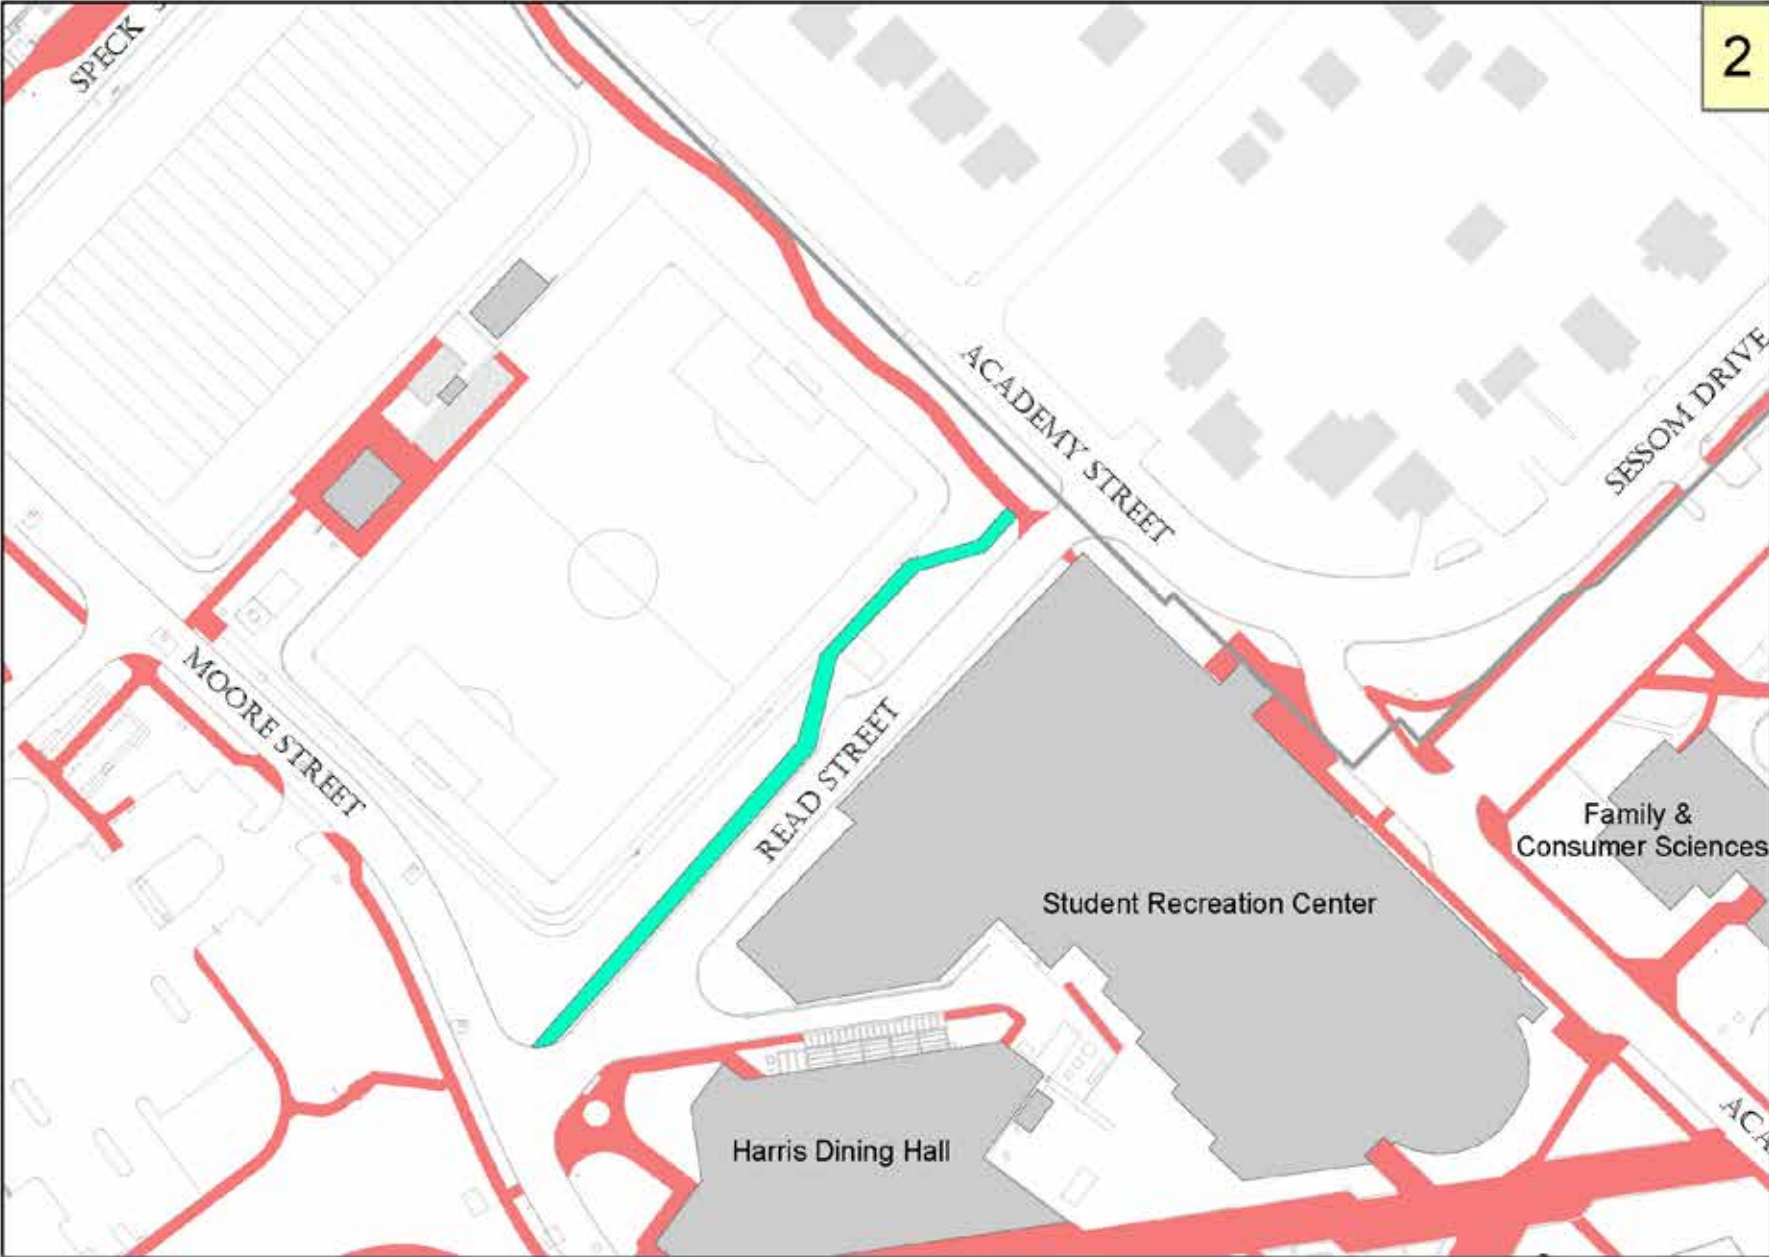 SPECK
2
ACADEMY STREET
SESSOM DRIVE
MOORE STREET
READ STREET
Family &
Consumer Sciences
Student Recreation Center
Harris Dining Hall
ACA